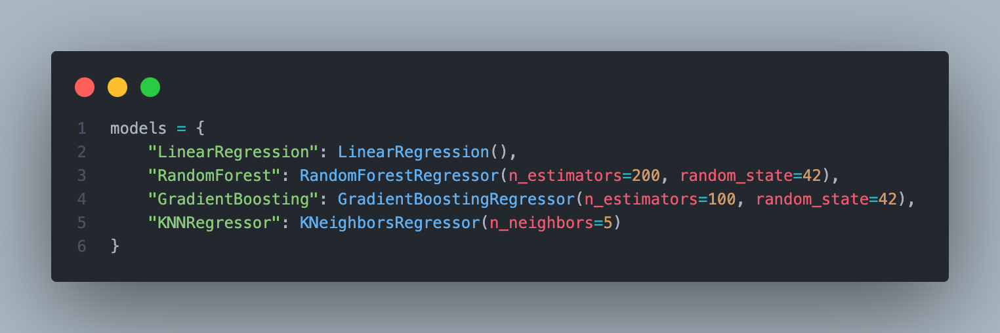 1 models = {
2     "LinearRegression": LinearRegression(),
3     "RandomForest": RandomForestRegressor(n_estimators=200, random_state=42),
4     "GradientBoosting": GradientBoostingRegressor(n_estimators=100, random_state=42),
5     "KNNRegressor": KNeighborsRegressor(n_neighbors=5)
6 }